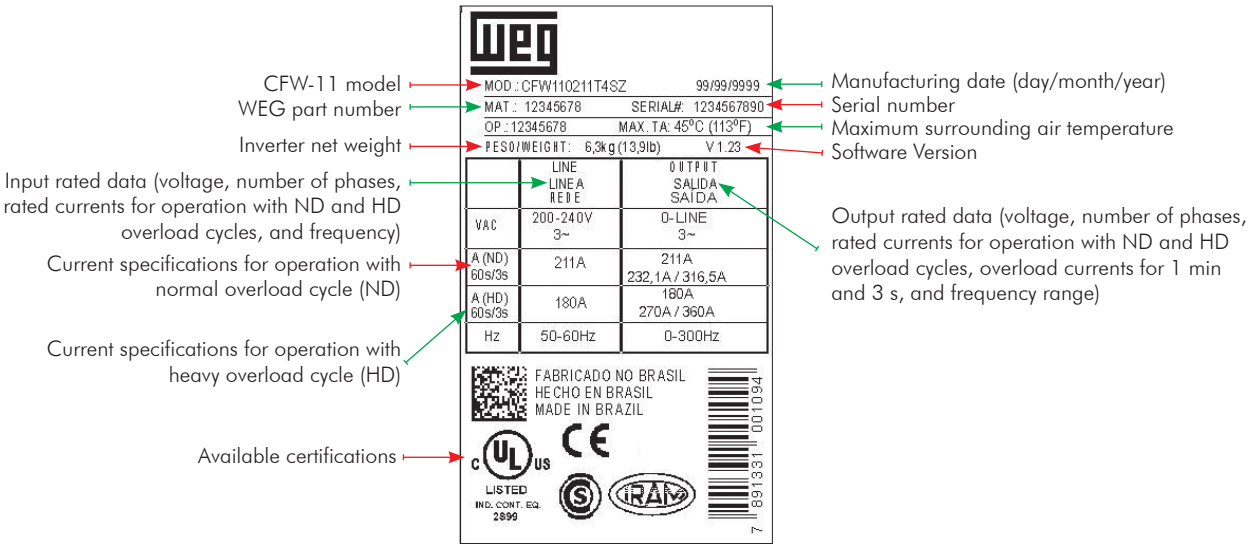 weg
CFW-11 model
WEG part number
Inverter net weight
Input rated data (voltage, number of phases,
rated currents for operation with ND and HD
overload cycles, and frequency)
Current specifications for operation with
normal overload cycle (ND)
Current specifications for operation with
heavy overload cycle (HD)
Available certifications
MOD.: CFW110211T4SZ 99/99/9999
MAT.: 12345678 SERIAL#: 1234567890
OP.: 12345678 MAX. TA: 45ºC (113ºF)
PESO/WEIGHT: 6,3kg (13,9lb) V 1.23
LINE OUTPUT
LINEA SALIDA
REDE SAÍDA
VAC 200-240V 0-LINE
3~ 3~
A (ND) 211A 211A
60s/3s 232,1A / 316,5A
A (HD) 180A 180A
60s/3s 270A / 360A
Hz 50-60Hz 0-300Hz
FABRICADO NO BRASIL
HECHO EN BRASIL
MADE IN BRAZIL
C UL US
LISTED
IND. CONT. EQ.
2899
CE
S
IRAM
7 891331 001094
Manufacturing date (day/month/year)
Serial number
Maximum surrounding air temperature
Software Version
Output rated data (voltage, number of phases,
rated currents for operation with ND and HD
overload cycles, overload currents for 1 min
and 3 s, and frequency range)